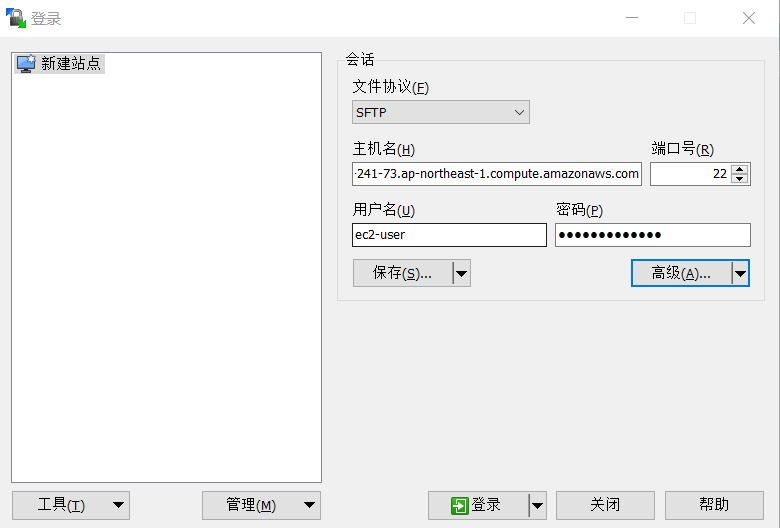 登录
新建站点
会话
文件协议(F)
SFTP
主机名(H)
端口号(R)
-241-73.ap-northeast-1.compute.amazonaws.com
22
用户名(U)
密码(P)
ec2-user
●●●●●●●●●●●●●
保存(S)...
高级(A)...
工具(T)
管理(M)
登录
关闭
帮助